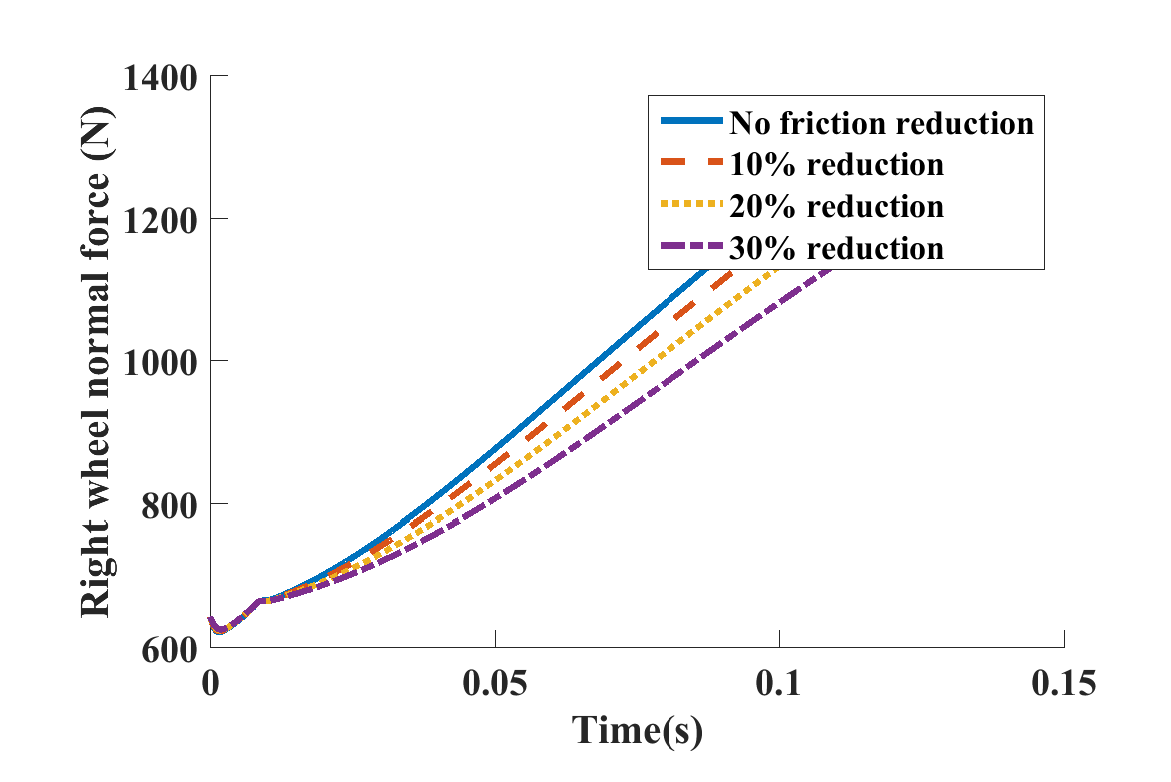 Right wheel normal force (N)
1400
1200
1000
800
600
No friction reduction
10% reduction
20% reduction
30% reduction
0
0.05
0.1
0.15
Time(s)